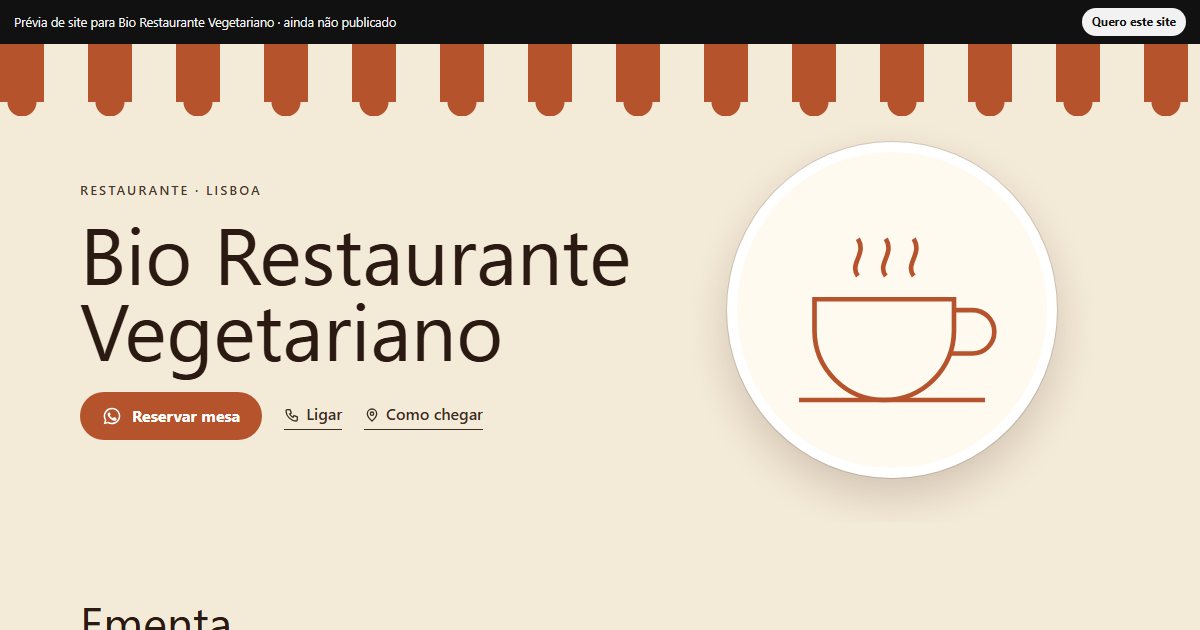 Prévia de site para Bio Restaurante Vegetariano · ainda não publicado
Quero este site
RESTAURANTE · LISBOA
Bio Restaurante
Vegetariano
Reservar mesa
Ligar
Como chegar
Ementa